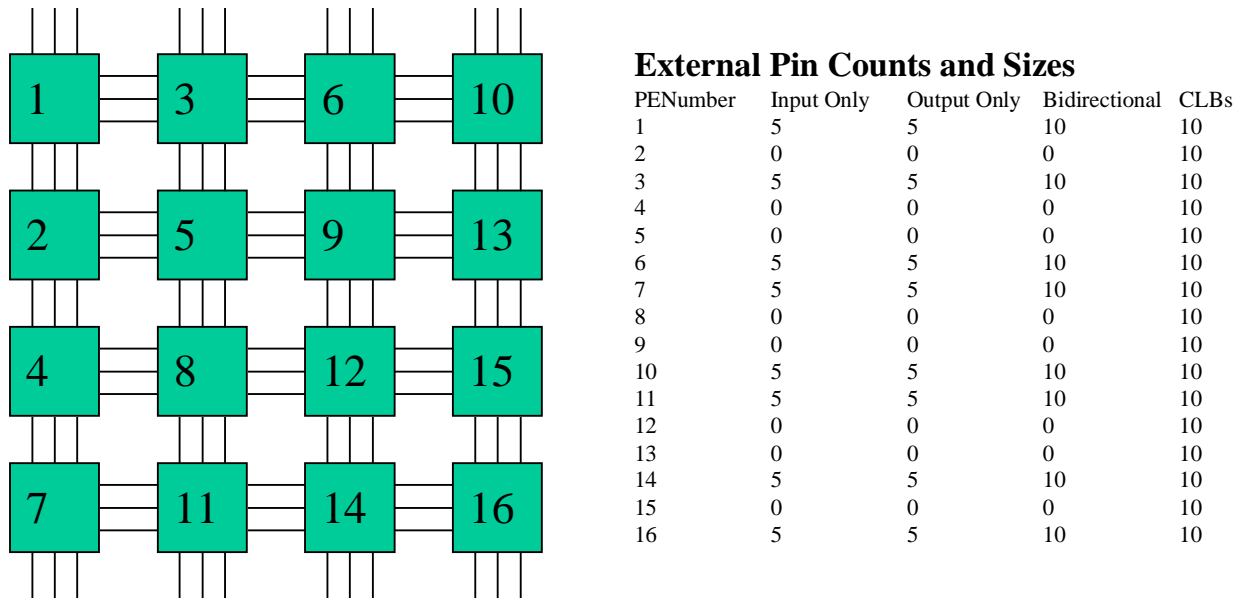 1 3 6 10
2 5 9 13
4 8 12 15
7 11 14 16
External Pin Counts and Sizes
PENumber Input Only Output Only Bidirectional CLBs
1 5 5 10 10
2 0 0 0 10
3 5 5 10 10
4 0 0 0 10
5 0 0 0 10
6 5 5 10 10
7 5 5 10 10
8 0 0 0 10
9 0 0 0 10
10 5 5 10 10
11 5 5 10 10
12 0 0 0 10
13 0 0 0 10
14 5 5 10 10
15 0 0 0 10
16 5 5 10 10